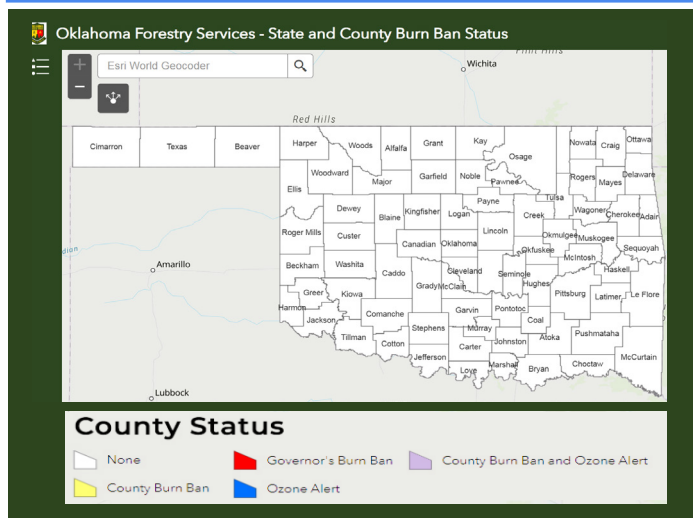 Oklahoma Forestry Services - State and County Burn Ban Status
Esri World Geocoder
Flint Hills
Wichita
Red Hills
Cimarron Texas Beaver Harper Woods Alfalfa Grant Kay Osage Nowata Craig Ottawa
Ellis Woodward Major Garfield Noble Pawnee Rogers Mayes Delaware
Roger Mills Dewey Blaine Kingfisher Logan Payne Creek Tulsa Wagoner Cherokee Adair
Custer Canadian Oklahoma Lincoln Okfuskee Okmulgee Muskogee Sequoyah
Amarillo
Beckham Washita Caddo Grady McClain Cleveland Seminole Hughes McIntosh Haskell
Harmon Greer Kiowa Comanche Garvin Pontotoc Pittsburg Latimer Le Flore
Jackson Tillman Cotton Stephens Murray Johnston Coal Atoka Pushmataha
Jefferson Carter Love Marshall Bryan Choctaw McCurtain
Lubbock
County Status
None Governor's Burn Ban County Burn Ban and Ozone Alert
County Burn Ban Ozone Alert